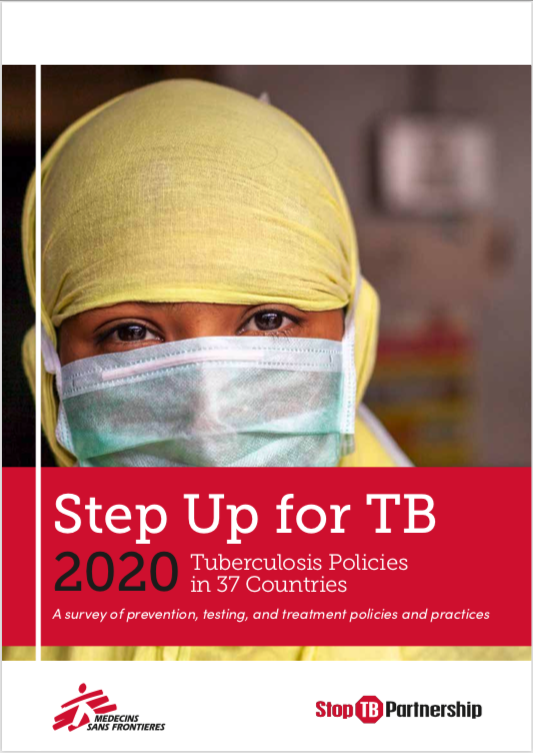 Step Up for TB
2020
Tuberculosis Policies
in 37 Countries
A survey of prevention, testing, and treatment policies and practices
MEDECINS
SANS FRONTIERES
Stop TB Partnership